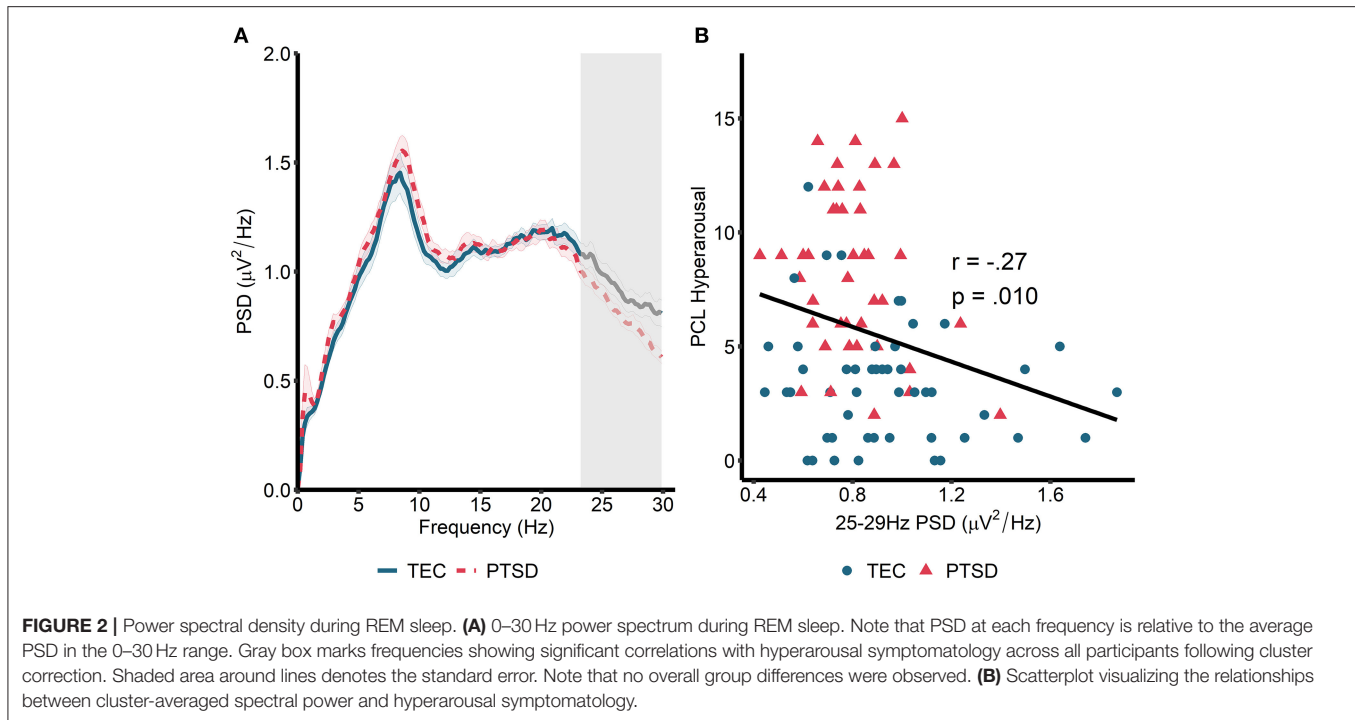 A
B
2.0
1.5
1.0
0.5
0.0
PSD (μV²/Hz)
0 5 10 15 20 25 30
Frequency (Hz)
TEC PTSD
15
10
5
0
PCL Hyperarousal
r = -.27
p = .010
0.4 0.8 1.2 1.6
25-29Hz PSD (μV²/Hz)
TEC PTSD
FIGURE 2 | Power spectral density during REM sleep. (A) 0–30 Hz power spectrum during REM sleep. Note that PSD at each frequency is relative to the average
PSD in the 0–30 Hz range. Gray box marks frequencies showing significant correlations with hyperarousal symptomatology across all participants following cluster
correction. Shaded area around lines denotes the standard error. Note that no overall group differences were observed. (B) Scatterplot visualizing the relationships
between cluster-averaged spectral power and hyperarousal symptomatology.